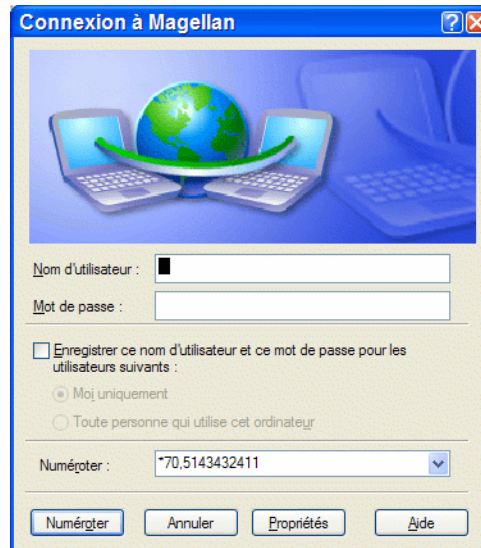 Connexion à Magellan
Nom d'utilisateur :
Mot de passe :
Enregistrer ce nom d'utilisateur et ce mot de passe pour les
utilisateurs suivants :
Moi uniquement
Toute personne qui utilise cet ordinateur
Numéroter :
*70,5143432411
Numéroter
Annuler
Propriétés
Aide